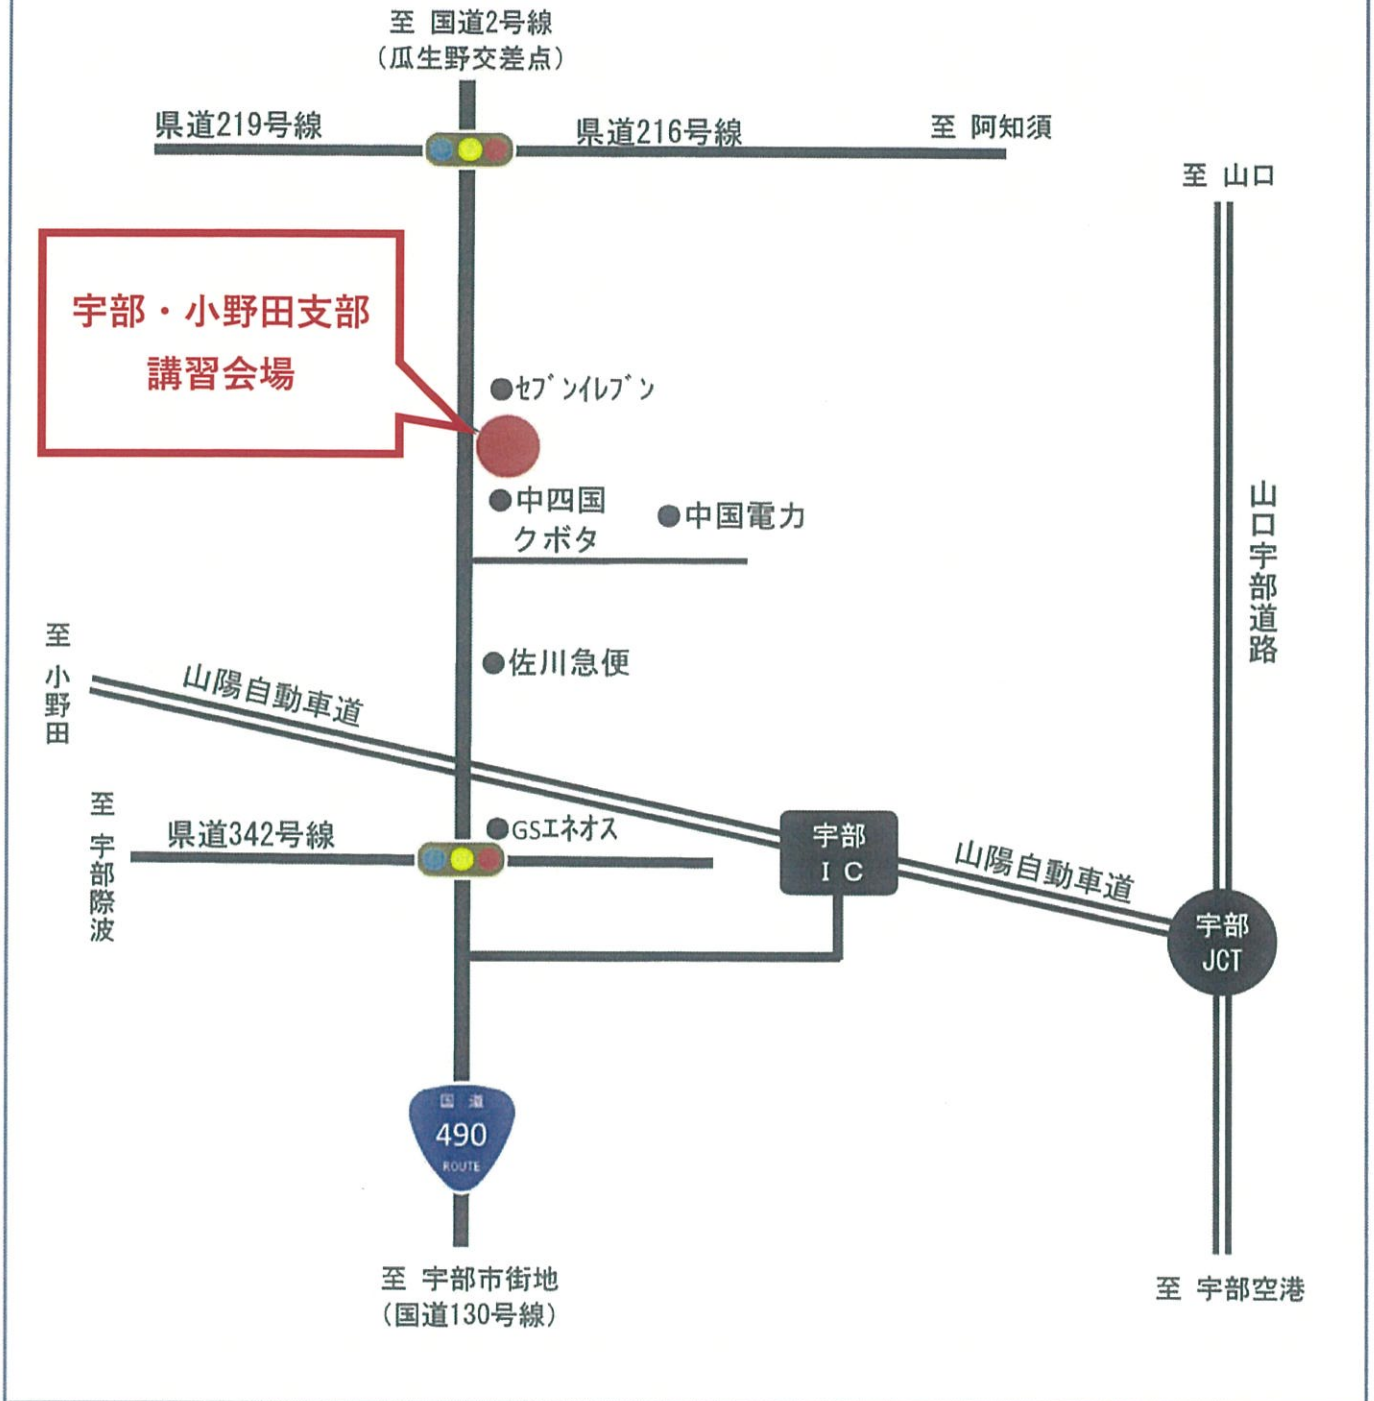 至 国道2号線
（瓜生野交差点）
県道219号線
県道216号線
至 阿知須
至 山口
宇部・小野田支部
講習会場
●ｾﾌﾞﾝｲﾚﾌﾞﾝ
●中四国
クボタ
●中国電力
山口宇部道路
●佐川急便
至 小野田
山陽自動車道
至 宇部際波
県道342号線
●GSエネオス
宇部
ＩＣ
山陽自動車道
宇部
JCT
国道
490
ROUTE
至 宇部市街地
（国道130号線）
至 宇部空港